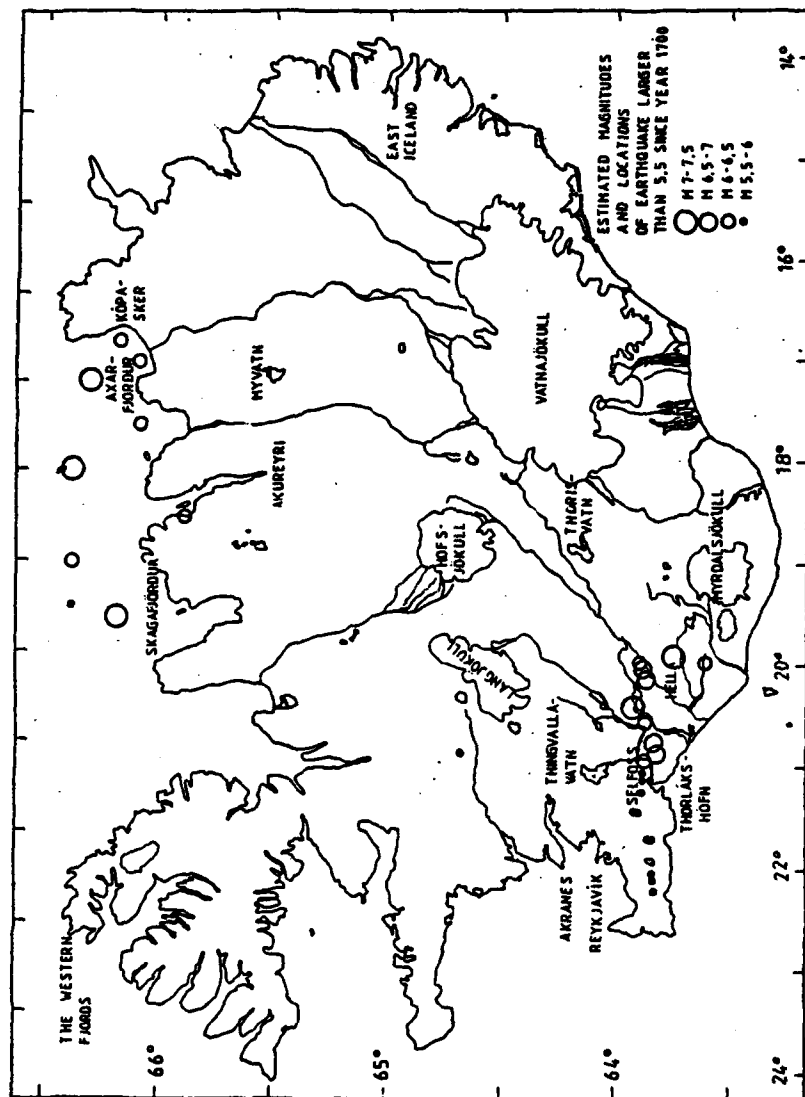 THE WESTERN
FJORDS
SKAGAFJÖRDUR
AXAR-
FJÖRDUR
KÓPA-
SKER
AKUREYRI
MYVATN
EAST
ICELAND
HOFS-
JÖKULL
LANGJÖKULL
VATNAJÖKULL
THORIS-
VATN
THINGVALLA-
VATN
AKRANES
REYKJAVÍK
SELFOSS
THORLÁKS-
HÖFN
HELLA
MYRDALSJÖKULL
ESTIMATED MAGNITUDES
AND LOCATIONS
OF EARTHQUAKE LARGER
THAN 5.5 SINCE YEAR 1700
M 7-7,5
M 6,5-7
M 6-6,5
M 5,5-6
66°
65°
64°
24°
22°
20°
18°
16°
14°